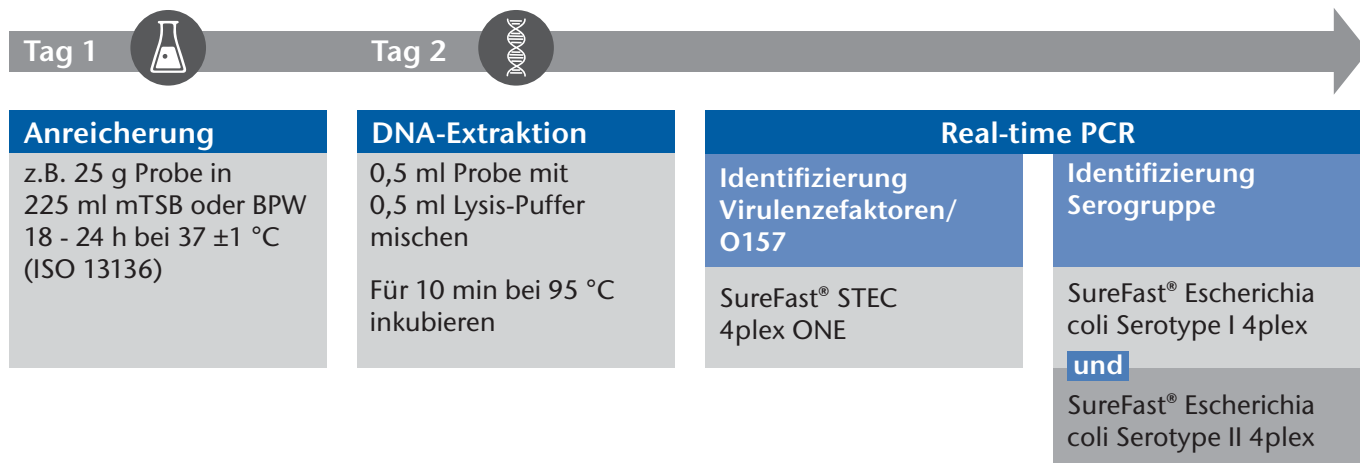 Tag 1
Tag 2
Anreicherung
z.B. 25 g Probe in
225 ml mTSB oder BPW
18 - 24 h bei 37 ±1 °C
(ISO 13136)
DNA-Extraktion
0,5 ml Probe mit
0,5 ml Lysis-Puffer
mischen
Für 10 min bei 95 °C
inkubieren
Real-time PCR
Identifizierung
Virulenzefaktoren/
O157
SureFast® STEC
4plex ONE
Identifizierung
Serogruppe
SureFast® Escherichia
coli Serotype I 4plex
und
SureFast® Escherichia
coli Serotype II 4plex